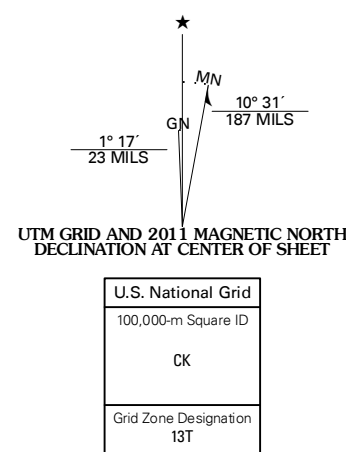 ★
MN
GN
10° 31´
187 MILS
1° 17´
23 MILS
UTM GRID AND 2011 MAGNETIC NORTH
DECLINATION AT CENTER OF SHEET
U.S. National Grid
100,000-m Square ID
CK
Grid Zone Designation
13T